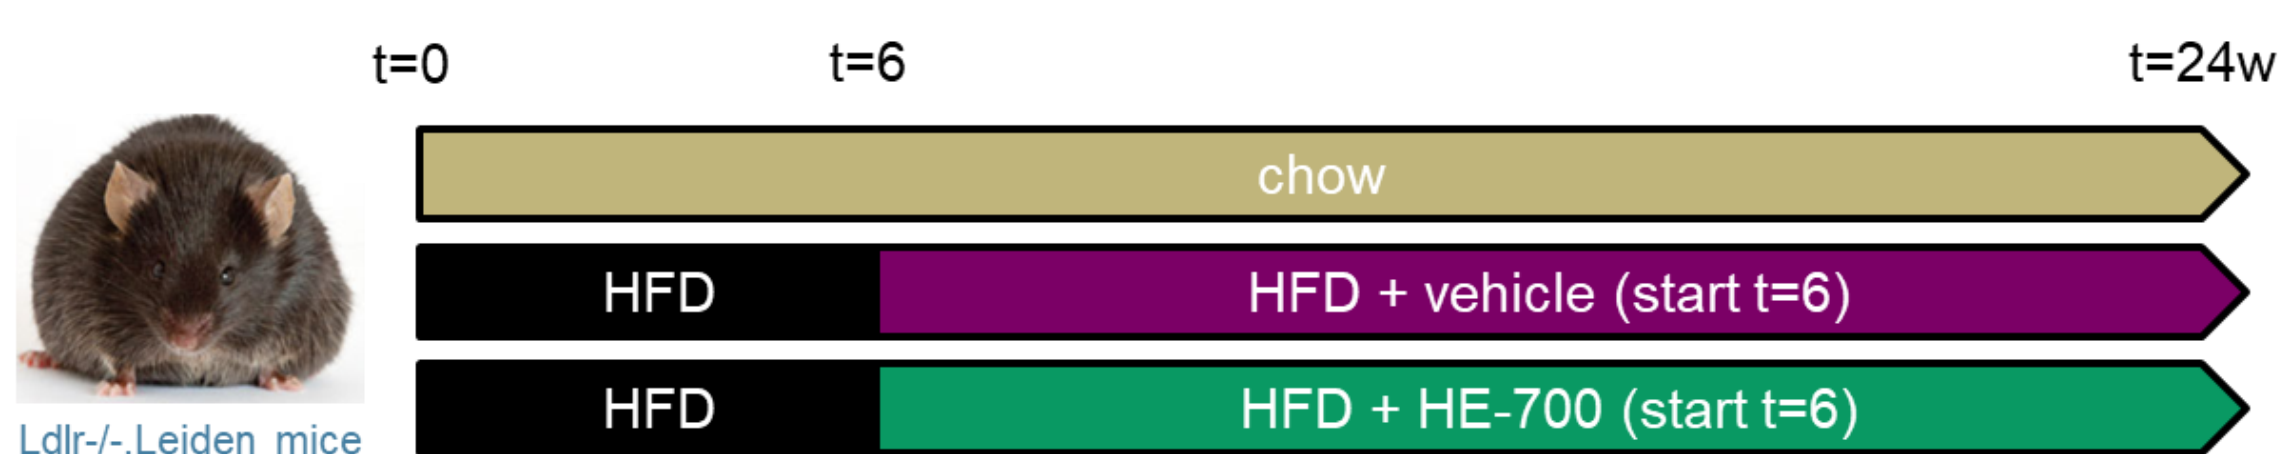 t=0 t=6 t=24w
chow
HFD HFD + vehicle (start t=6)
HFD HFD + HE-700 (start t=6)
Ldlr-/-.Leiden mice